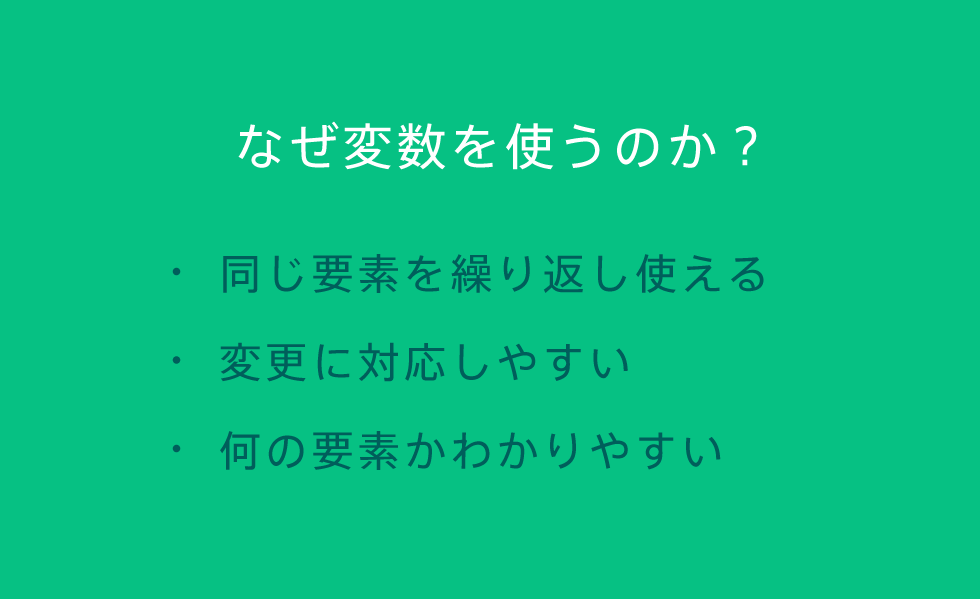 なぜ変数を使うのか？
・ 同じ要素を繰り返し使える
・ 変更に対応しやすい
・ 何の要素かわかりやすい